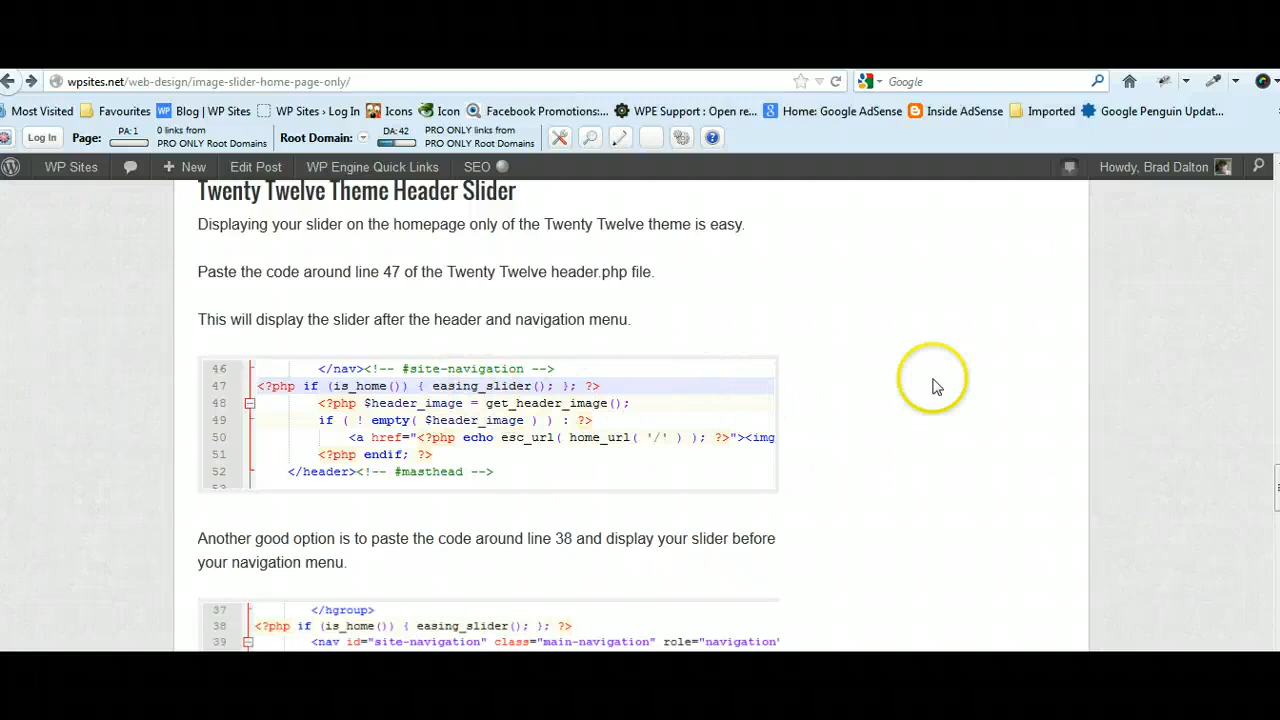 wpsites.net/web-design/image-slider-home-page-only/
Google
Most Visited Favourites WP Blog | WP Sites WP Sites › Log In Icons Icon Facebook Promotions:... WPE Support : Open re... Home: Google AdSense Inside AdSense Imported Google Penguin Updat...
Log In Page: PA: 1 0 links from PRO ONLY Root Domains Root Domain: DA: 42 PRO ONLY links from PRO ONLY Root Domains
WP Sites + New Edit Post WP Engine Quick Links SEO Howdy, Brad Dalton
Twenty Twelve Theme Header Slider
Displaying your slider on the homepage only of the Twenty Twelve theme is easy.
Paste the code around line 47 of the Twenty Twelve header.php file.
This will display the slider after the header and navigation menu.
46 </nav><!-- #site-navigation -->
47 <?php if (is_home()) { easing_slider(); }; ?>
48 <?php $header_image = get_header_image();
49 if ( ! empty( $header_image ) ) : ?>
50 <a href="<?php echo esc_url( home_url( '/' ) ); ?>"><img
51 <?php endif; ?>
52 </header><!-- #masthead -->
53
Another good option is to paste the code around line 38 and display your slider before
your navigation menu.
37 </hgroup>
38 <?php if (is_home()) { easing_slider(); }; ?>
39 <nav id="site-navigation" class="main-navigation" role="navigation"